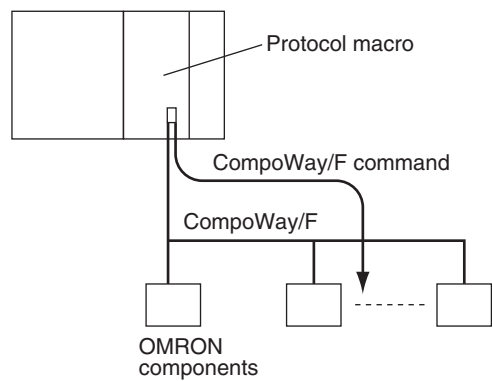 Protocol macro
CompoWay/F command
CompoWay/F
OMRON
components